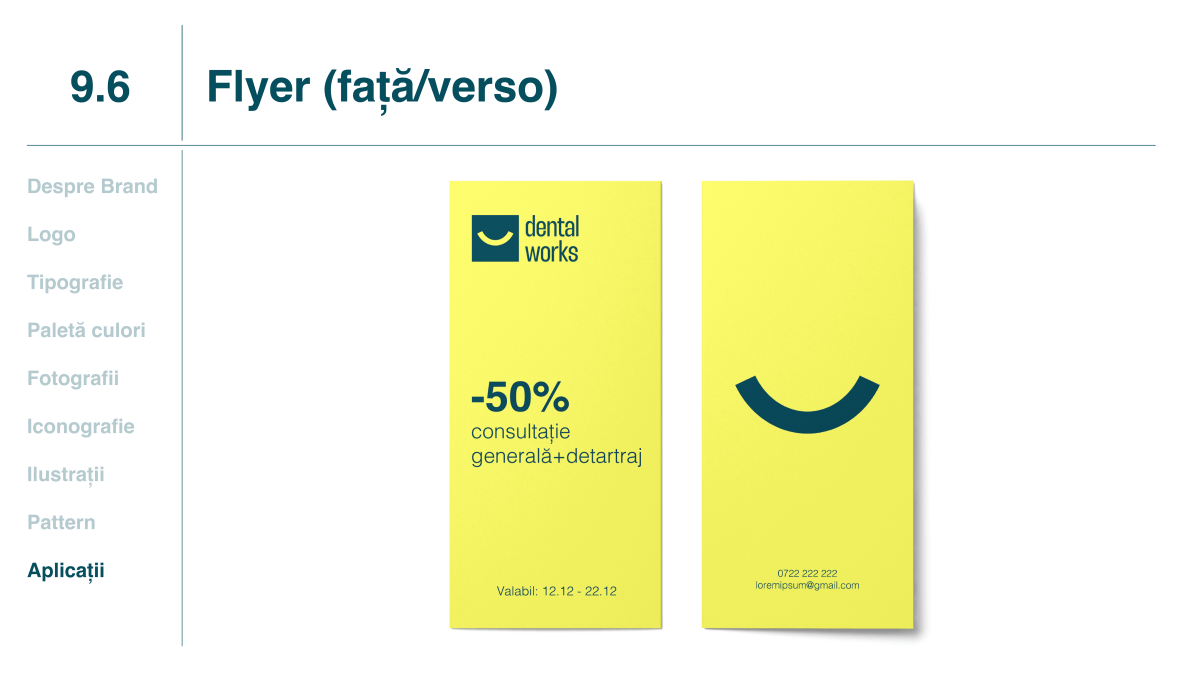 9.6
Flyer (față/verso)
Despre Brand
Logo
Tipografie
Paletă culori
Fotografii
Iconografie
Ilustrații
Pattern
Aplicații
dental
works
-50%
consultație
generală+detartraj
Valabil: 12.12 - 22.12
0722 222 222
loremipsum@gmail.com